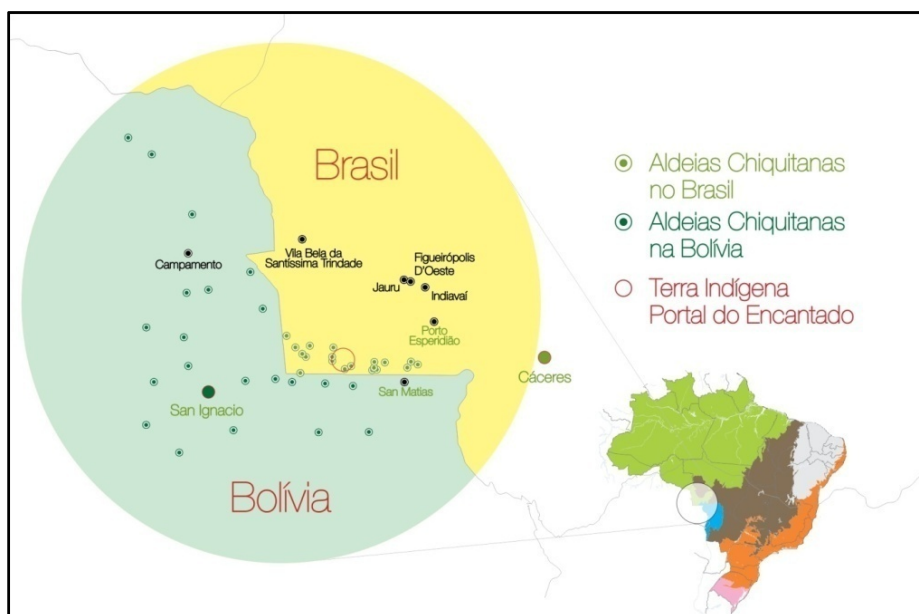 Brasil
Vila Bela da
Santíssima Trindade
Campamento
Figueirópolis
D'Oeste
Jauru
Indiavaí
Porto
Esperidião
San Matias
San Ignacio
Cáceres
Bolívia
Aldeias Chiquitanas
no Brasil
Aldeias Chiquitanas
na Bolívia
Terra Indígena
Portal do Encantado